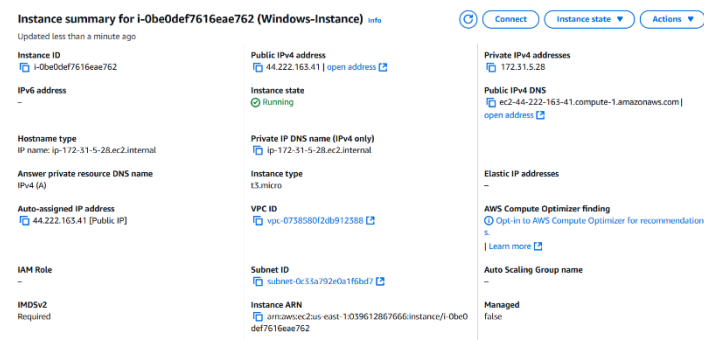 Instance summary for i-0be0def7616eae762 (Windows-Instance) Info
Connect
Instance state
Actions
Updated less than a minute ago
Instance ID
i-0be0def7616eae762
Public IPv4 address
44.222.163.41 | open address
Private IPv4 addresses
172.31.5.28
IPv6 address
–
Instance state
Running
Public IPv4 DNS
ec2-44-222-163-41.compute-1.amazonaws.com |
open address
Hostname type
IP name: ip-172-31-5-28.ec2.internal
Private IP DNS name (IPv4 only)
ip-172-31-5-28.ec2.internal
Answer private resource DNS name
IPv4 (A)
Instance type
t3.micro
Elastic IP addresses
–
Auto-assigned IP address
44.222.163.41 [Public IP]
VPC ID
vpc-0738580f2db912388
AWS Compute Optimizer finding
Opt-in to AWS Compute Optimizer for recommendation
s.
| Learn more
IAM Role
–
Subnet ID
subnet-0c33a792e0a1f6bd7
Auto Scaling Group name
–
IMDSv2
Required
Instance ARN
arn:aws:ec2:us-east-1:039612867666:instance/i-0be0
def7616eae762
Managed
false